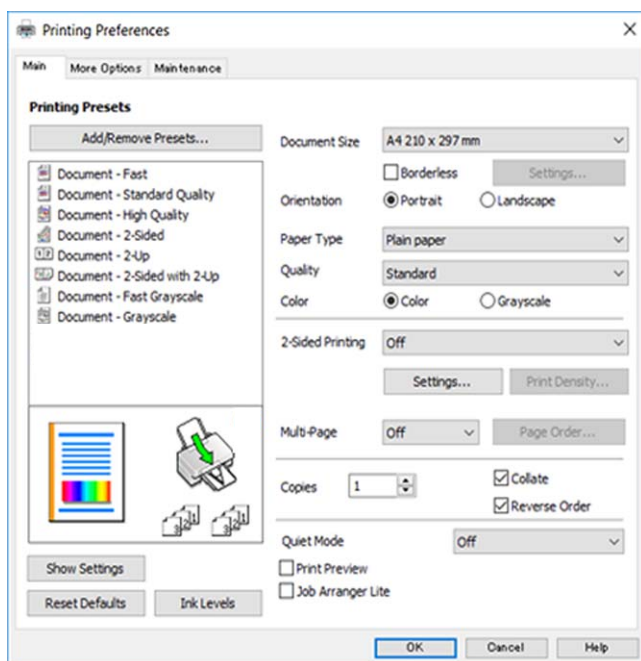 Printing Preferences
Main More Options Maintenance
Printing Presets
Add/Remove Presets...
Document - Fast
Document - Standard Quality
Document - High Quality
Document - 2-Sided
Document - 2-Up
Document - 2-Sided with 2-Up
Document - Fast Grayscale
Document - Grayscale
Show Settings
Reset Defaults Ink Levels
Document Size A4 210 x 297 mm
Borderless Settings...
Orientation Portrait Landscape
Paper Type Plain paper
Quality Standard
Color Color Grayscale
2-Sided Printing Off
Settings... Print Density...
Multi-Page Off Page Order...
Copies 1 Collate
Reverse Order
Quiet Mode Off
Print Preview
Job Arranger Lite
OK Cancel Help